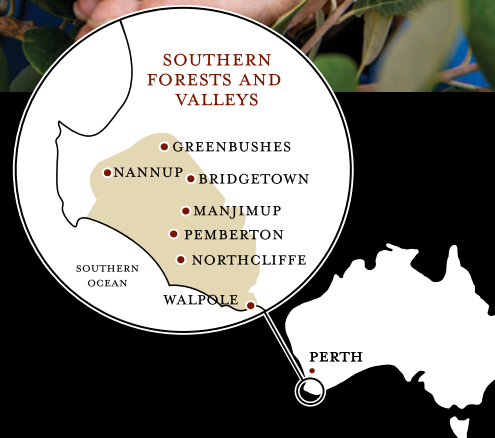 SOUTHERN
FORESTS AND
VALLEYS
GREENBUSHES
NANNUP
BRIDGETOWN
MANJIMUP
PEMBERTON
NORTHCLIFFE
SOUTHERN
OCEAN
WALPOLE
PERTH